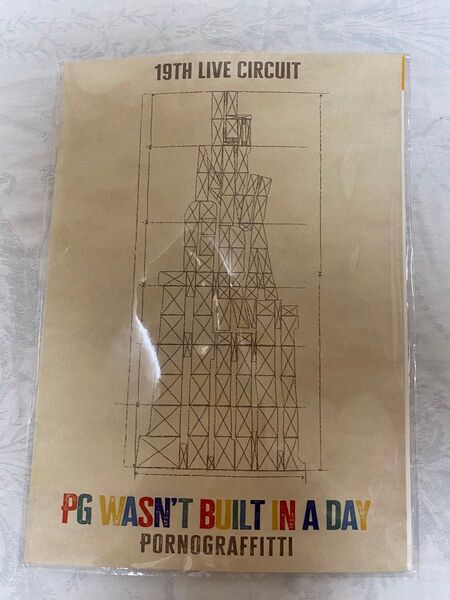 19TH LIVE CIRCUIT
PG WASN'T BUILT IN A DAY
PORNOGRAFFITTI